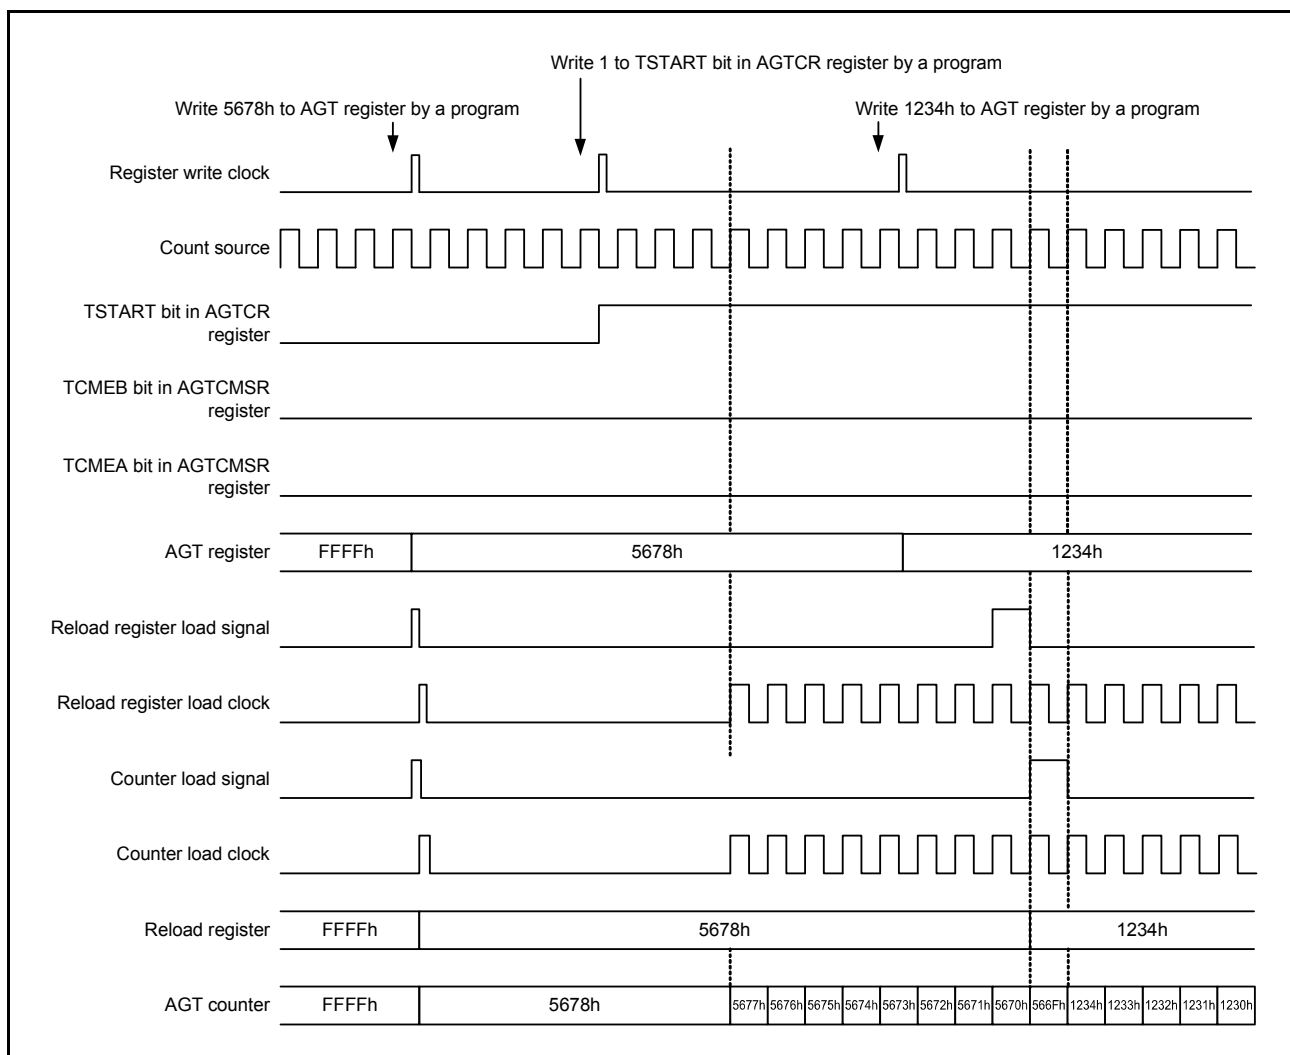 Write 1 to TSTART bit in AGTCR register by a program
Write 5678h to AGT register by a program
Write 1234h to AGT register by a program
Register write clock
Count source
TSTART bit in AGTCR
register
TCMEB bit in AGTCMSR
register
TCMEA bit in AGTCMSR
register
AGT register
FFFFh
5678h
1234h
Reload register load signal
Reload register load clock
Counter load signal
Counter load clock
Reload register
FFFFh
5678h
1234h
AGT counter
FFFFh
5678h
5677h
5676h
5675h
5674h
5673h
5672h
5671h
5670h
566Fh
1234h
1233h
1232h
1231h
1230h